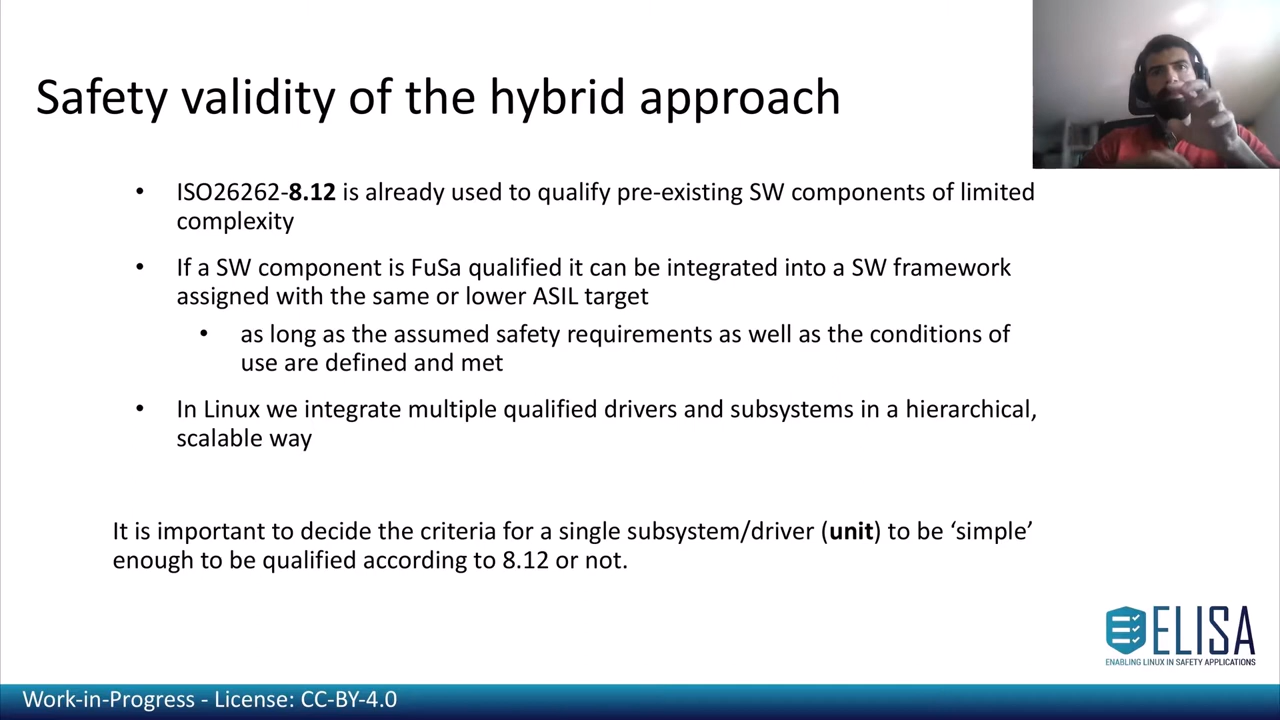 Safety validity of the hybrid approach
• ISO26262-8.12 is already used to qualify pre-existing SW components of limited
complexity
• If a SW component is FuSa qualified it can be integrated into a SW framework
assigned with the same or lower ASIL target
• as long as the assumed safety requirements as well as the conditions of
use are defined and met
• In Linux we integrate multiple qualified drivers and subsystems in a hierarchical,
scalable way
It is important to decide the criteria for a single subsystem/driver (unit) to be ‘simple’
enough to be qualified according to 8.12 or not.
ELISA
ENABLING LINUX IN SAFETY APPLICATIONS
Work-in-Progress - License: CC-BY-4.0